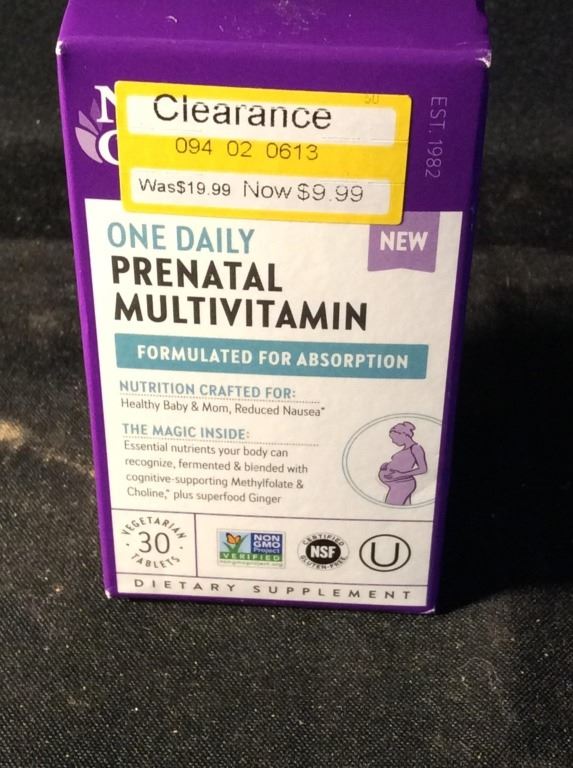 Clearance
50
094 02 0613
Was$19.99 Now $9.99
EST. 1982
ONE DAILY
NEW
PRENATAL
MULTIVITAMIN
FORMULATED FOR ABSORPTION
NUTRITION CRAFTED FOR:
Healthy Baby & Mom, Reduced Nausea*
THE MAGIC INSIDE:
Essential nutrients your body can
recognize, fermented & blended with
cognitive-supporting Methylfolate &
Choline,* plus superfood Ginger
VEGETARIAN
30
TABLETS
NON
GMO
Project
VERIFIED
nongmoproject.org
CERTIFIED
NSF
GLUTEN-FREE
U
DIETARY SUPPLEMENT